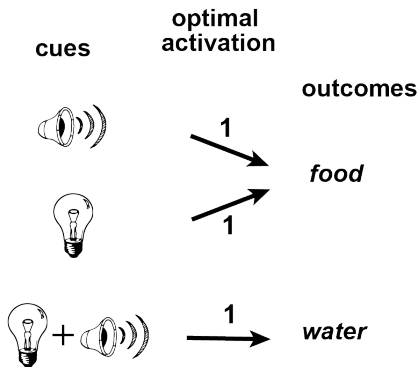 cues
optimal
activation
outcomes
1
food
1
+
1
water